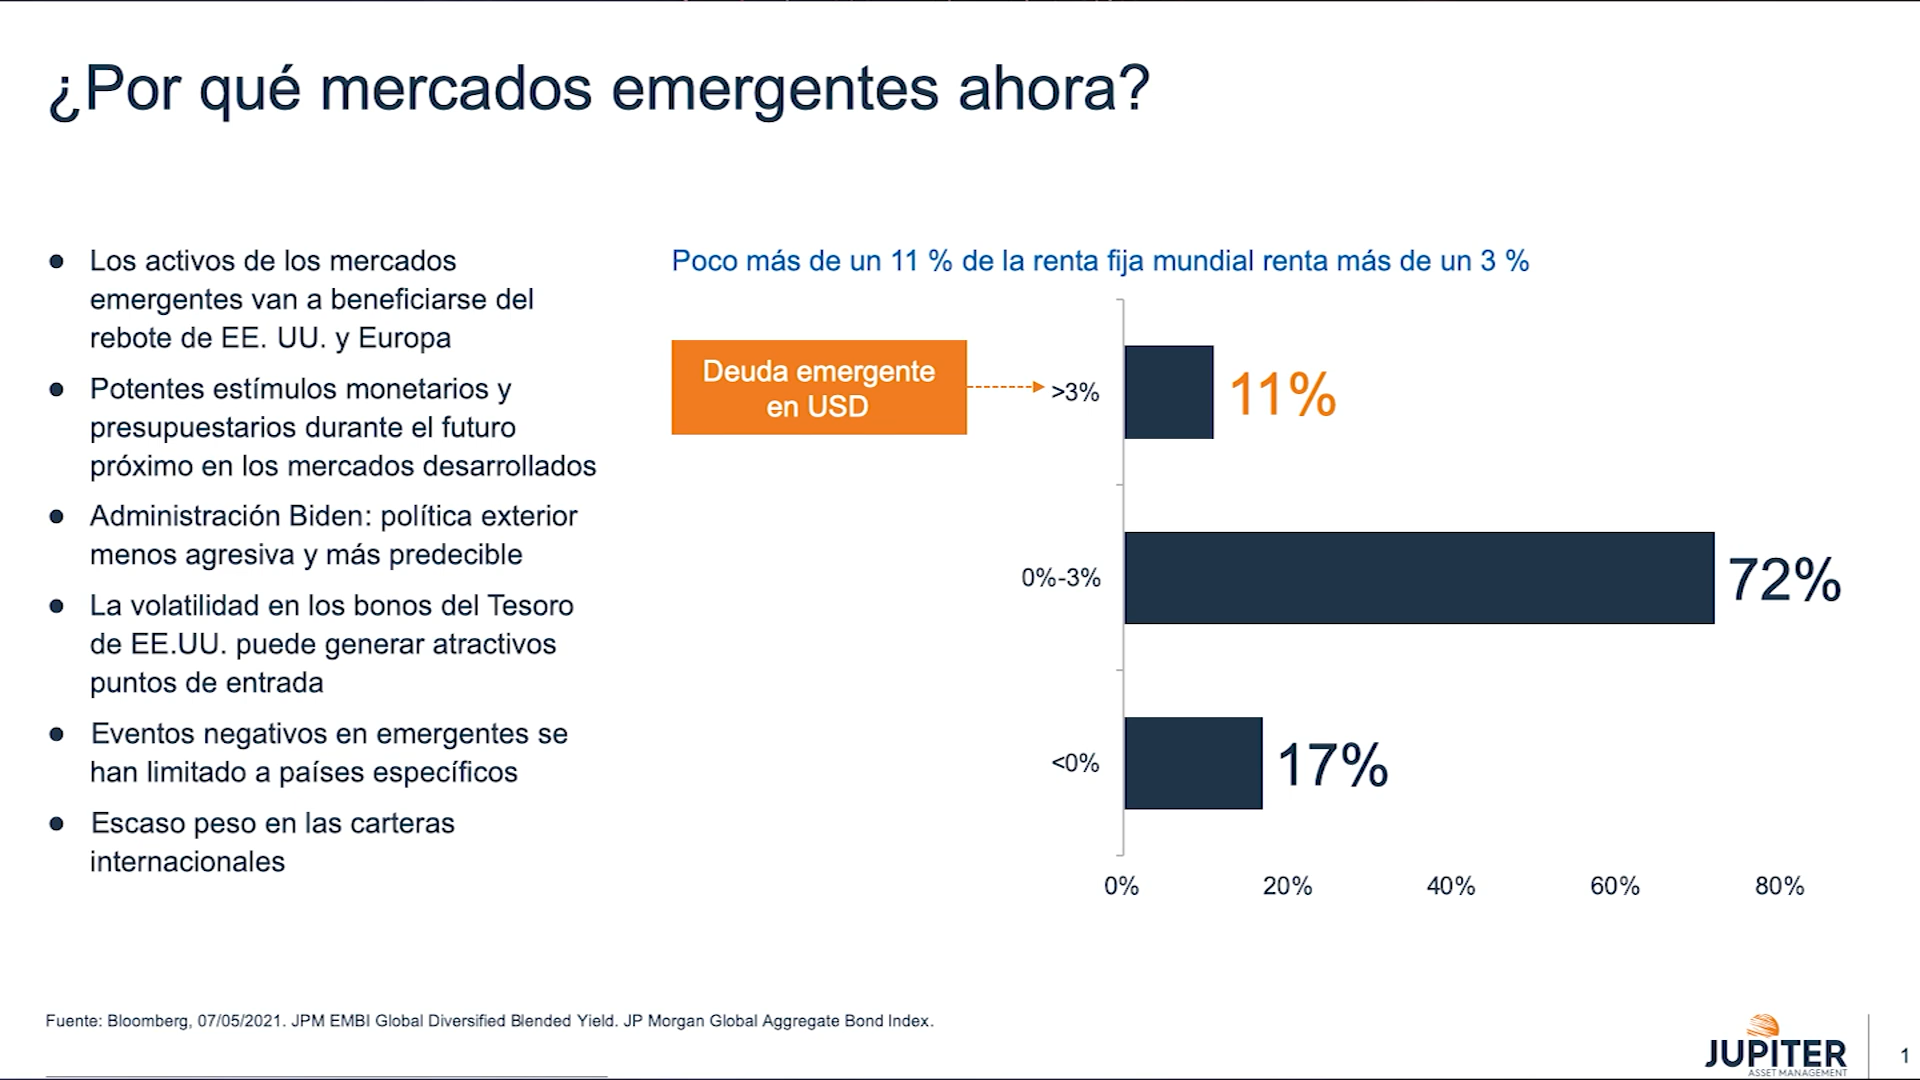 ¿Por qué mercados emergentes ahora?
● Los activos de los mercados
emergentes van a beneficiarse del
rebote de EE. UU. y Europa
● Potentes estímulos monetarios y
presupuestarios durante el futuro
próximo en los mercados desarrollados
● Administración Biden: política exterior
menos agresiva y más predecible
● La volatilidad en los bonos del Tesoro
de EE.UU. puede generar atractivos
puntos de entrada
● Eventos negativos en emergentes se
han limitado a países específicos
● Escaso peso en las carteras
internacionales
Poco más de un 11 % de la renta fija mundial renta más de un 3 %
Deuda emergente
en USD
>3%
11%
0%-3%
72%
<0%
17%
0% 20% 40% 60% 80%
Fuente: Bloomberg, 07/05/2021. JPM EMBI Global Diversified Blended Yield. JP Morgan Global Aggregate Bond Index.
JUPITER
ASSET MANAGEMENT
1